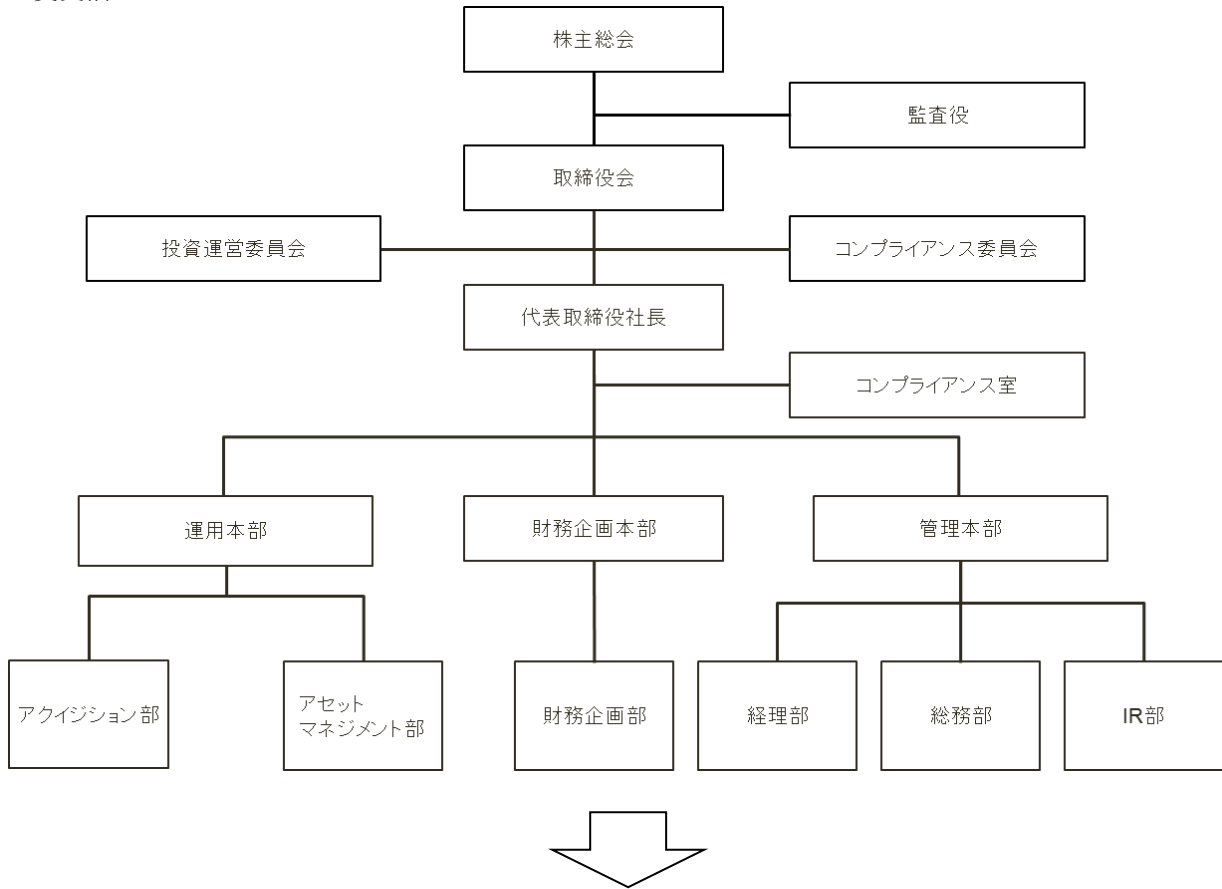 株主総会
監査役
取締役会
投資運営委員会
コンプライアンス委員会
代表取締役社長
コンプライアンス室
運用本部
財務企画本部
管理本部
アクイジション部
アセット
マネジメント部
財務企画部
経理部
総務部
IR部